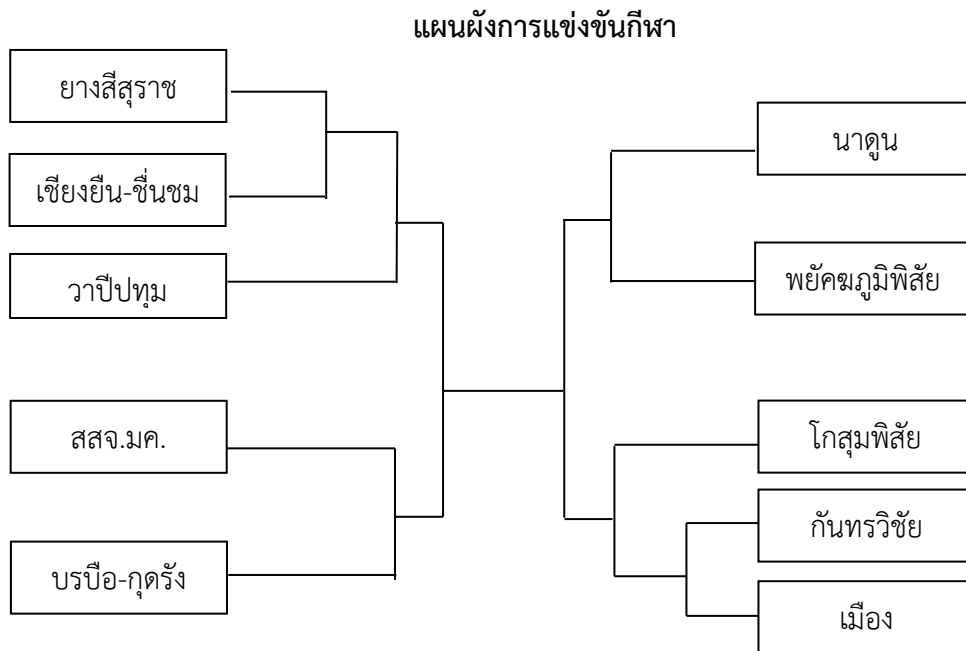 แผนผังการแข่งขันกีฬา
ยางสีสุราช
เชียงยืน-ชื่นชม
วาปีปทุม
สสจ.มค.
บรบือ-กุดรัง
นาดูน
พยัคฆภูมิพิสัย
โกสุมพิสัย
กันทรวิชัย
เมือง